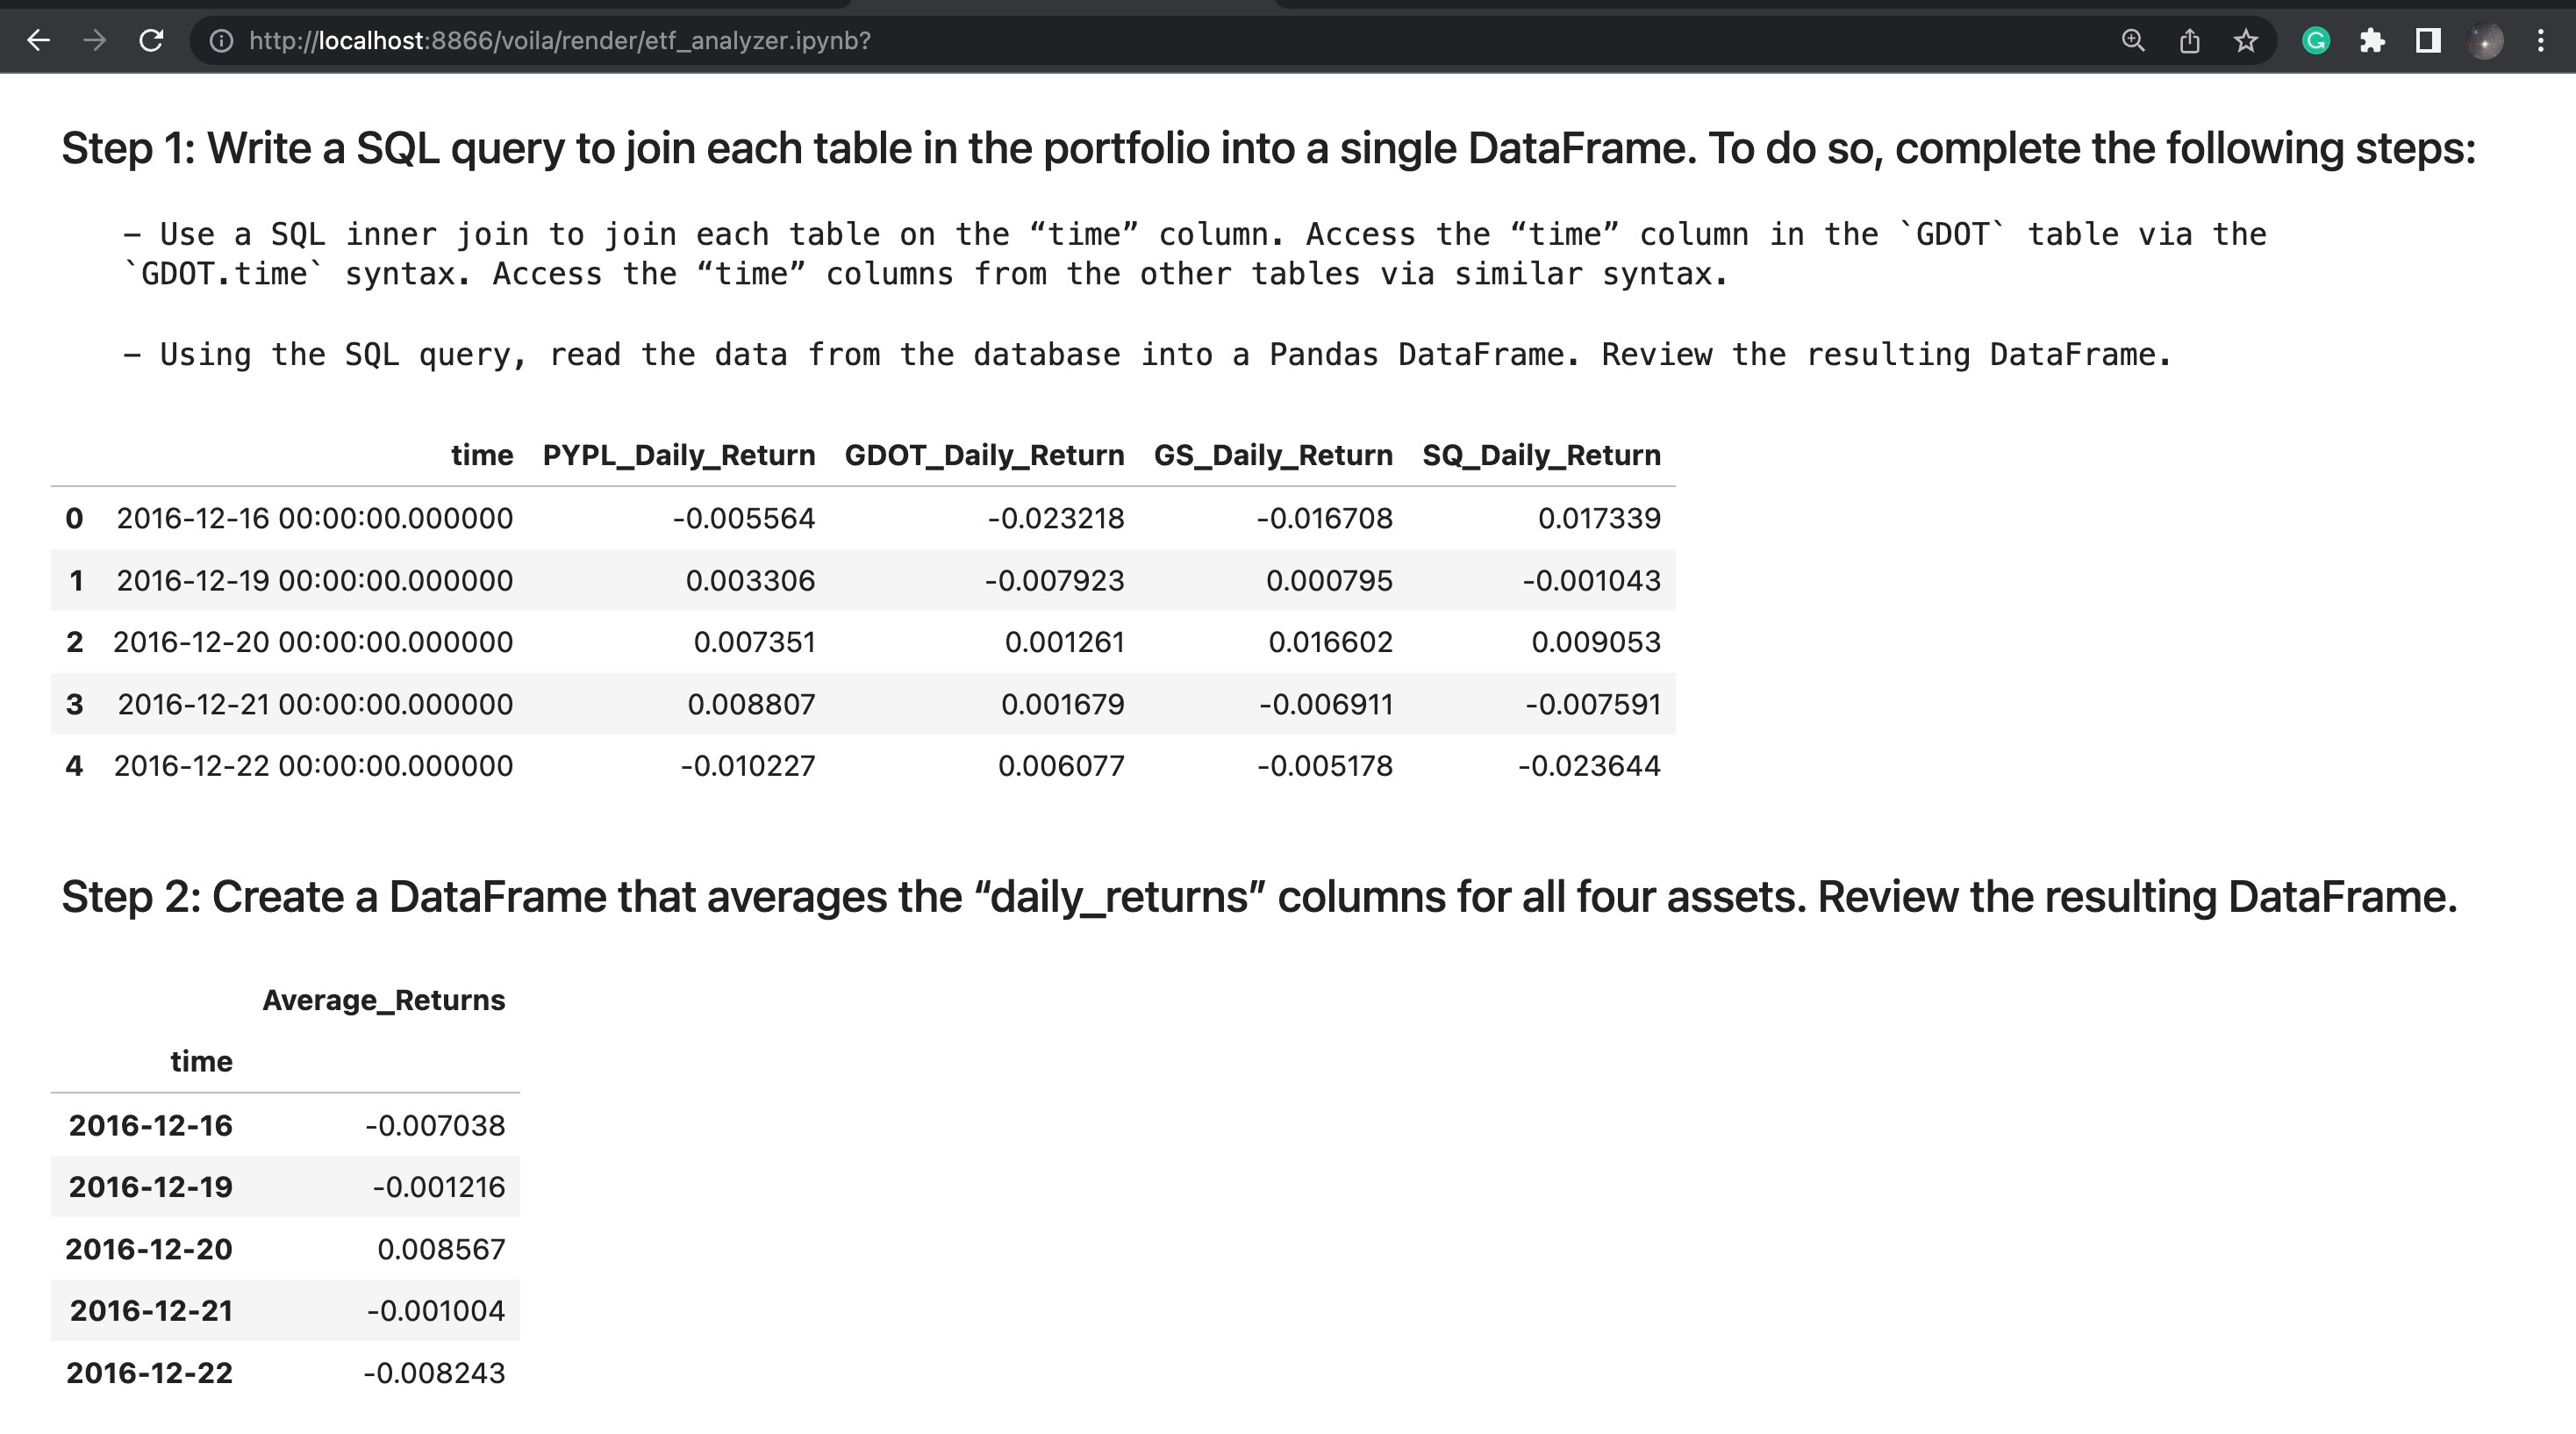 http://localhost:8866/voila/render/etf_analyzer.ipynb?
Step 1: Write a SQL query to join each table in the portfolio into a single DataFrame. To do so, complete the following steps:
– Use a SQL inner join to join each table on the “time” column. Access the “time” column in the `GDOT` table via the
`GDOT.time` syntax. Access the “time” columns from the other tables via similar syntax.
– Using the SQL query, read the data from the database into a Pandas DataFrame. Review the resulting DataFrame.
time PYPL_Daily_Return GDOT_Daily_Return GS_Daily_Return SQ_Daily_Return
0 2016-12-16 00:00:00.000000 -0.005564 -0.023218 -0.016708 0.017339
1 2016-12-19 00:00:00.000000 0.003306 -0.007923 0.000795 -0.001043
2 2016-12-20 00:00:00.000000 0.007351 0.001261 0.016602 0.009053
3 2016-12-21 00:00:00.000000 0.008807 0.001679 -0.006911 -0.007591
4 2016-12-22 00:00:00.000000 -0.010227 0.006077 -0.005178 -0.023644
Step 2: Create a DataFrame that averages the “daily_returns” columns for all four assets. Review the resulting DataFrame.
Average_Returns
time
2016-12-16 -0.007038
2016-12-19 -0.001216
2016-12-20 0.008567
2016-12-21 -0.001004
2016-12-22 -0.008243